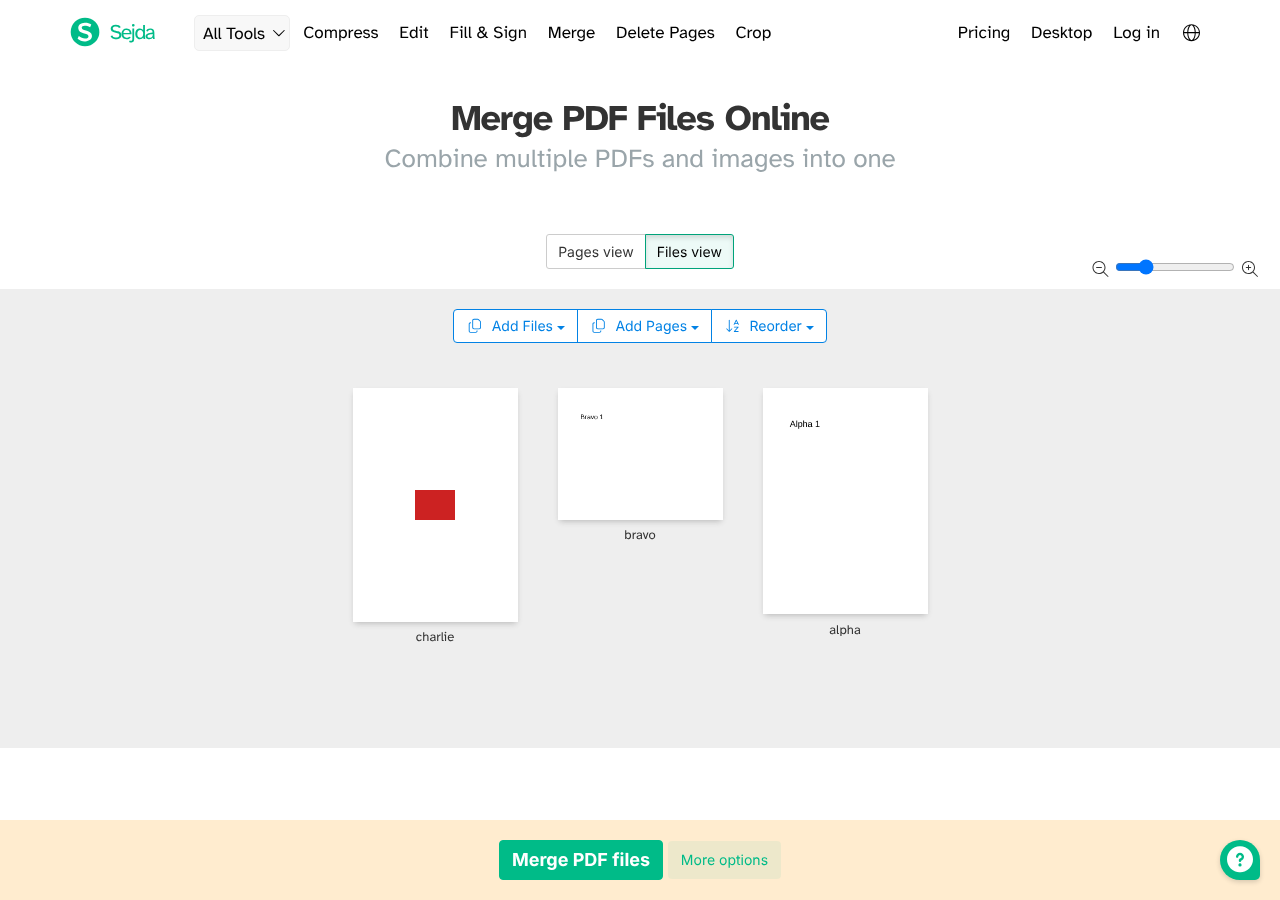 S Sejda All Tools Compress Edit Fill & Sign Merge Delete Pages Crop Pricing Desktop Log in
Merge PDF Files Online
Combine multiple PDFs and images into one
Pages view Files view
Add Files Add Pages Reorder
Bravo 1
Alpha 1
bravo
alpha
charlie
Merge PDF files More options ?